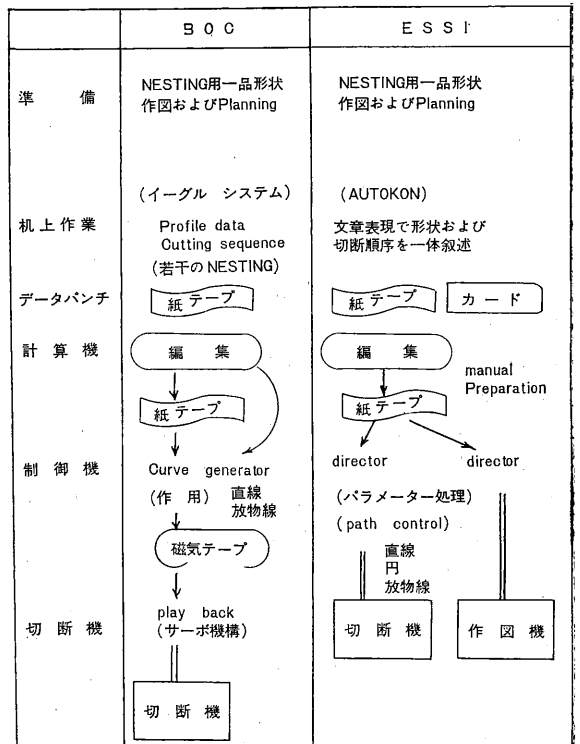 BOC ESSI
準備 NESTING用一品形状 NESTING用一品形状
作図およびPlanning 作図およびPlanning
(イーグル システム) (AUTOKON)
机上作業 Profile data 文章表現で形状および
Cutting sequence 切断順序を一体叙述
(若干のNESTING)
データパンチ 紙テープ 紙テープ カード
計算機 編集 編集
manual
Preparation
紙テープ 紙テープ
制御機 Curve generator director director
(作用) 直線 (パラメーター処理)
放物線 (path control)
磁気テープ 直線
円
放物線
play back
切断機 (サーボ機構) 切断機 作図機
切断機